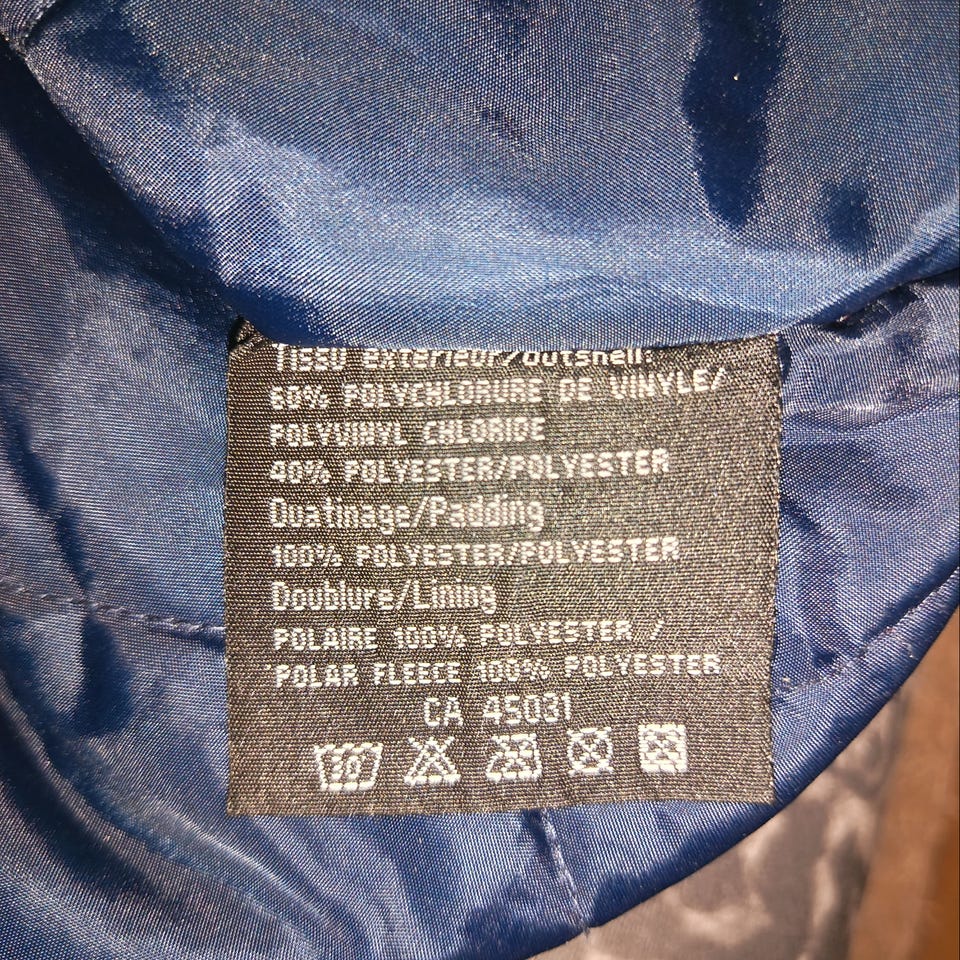 Tissu exterieur/Outshell:
60% POLYCHLORURE DE VINYLE/
POLYVINYL CHLORIDE
40% POLYESTER/POLYESTER
Ouatinage/Padding
100% POLYESTER/POLYESTER
Doublure/Lining
POLAIRE 100% POLYESTER /
POLAR FLEECE 100% POLYESTER
CA 45031
30